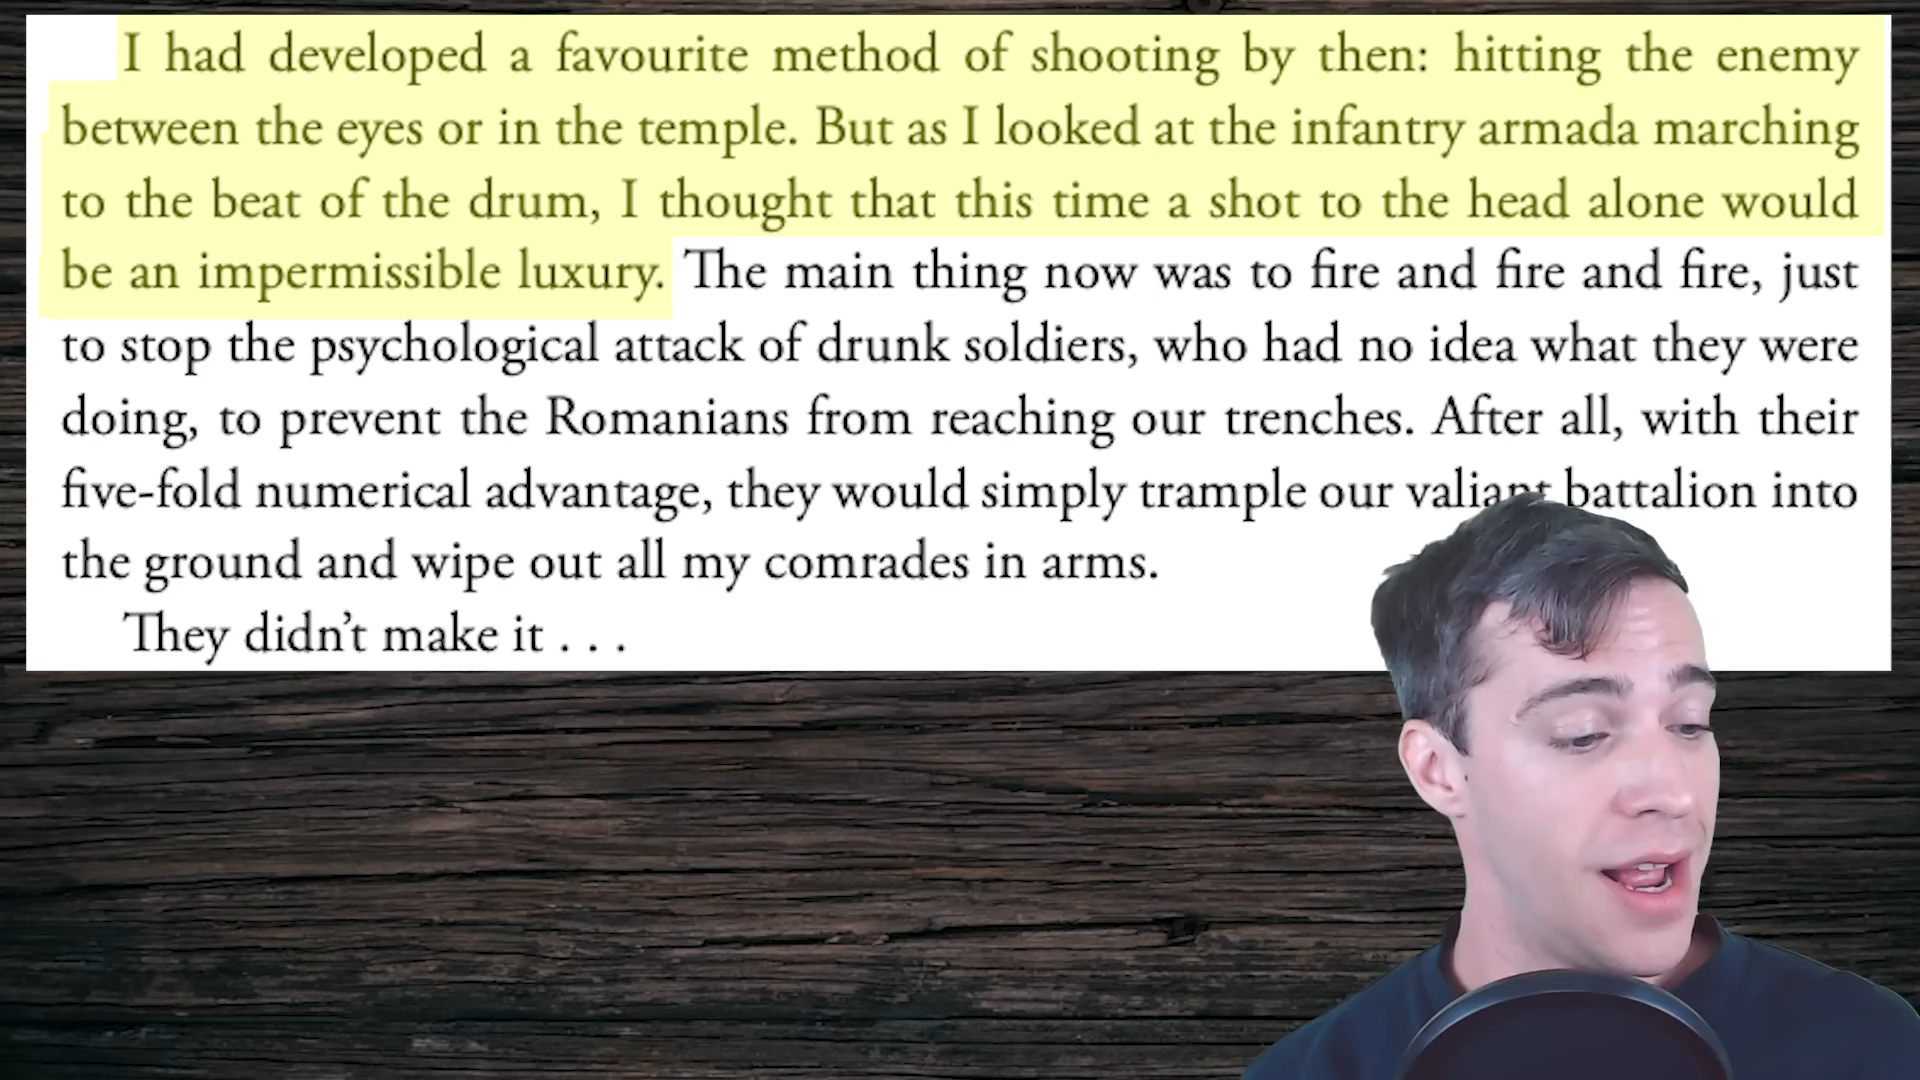 I had developed a favourite method of shooting by then: hitting the enemy
between the eyes or in the temple. But as I looked at the infantry armada marching
to the beat of the drum, I thought that this time a shot to the head alone would
be an impermissible luxury. The main thing now was to fire and fire and fire, just
to stop the psychological attack of drunk soldiers, who had no idea what they were
doing, to prevent the Romanians from reaching our trenches. After all, with their
five-fold numerical advantage, they would simply trample our valiant battalion into
the ground and wipe out all my comrades in arms.
They didn’t make it . . .